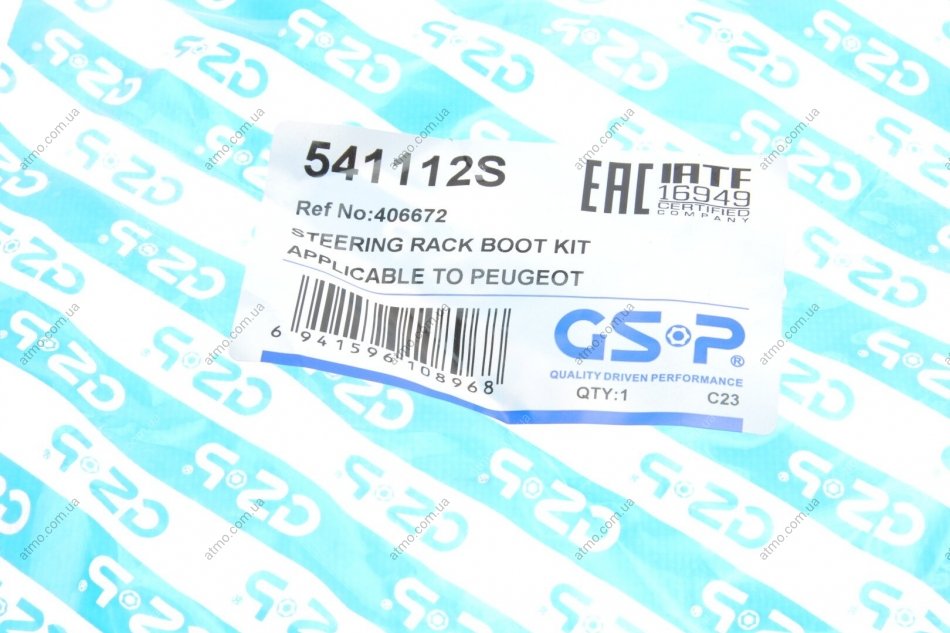 541112S
EAC
IATF
16949
CERTIFIED
COMPANY
Ref No:406672
STEERING RACK BOOT KIT
APPLICABLE TO PEUGEOT
6 941596 108968
GSP®
QUALITY DRIVEN PERFORMANCE
QTY:1 C23
atmo.com.ua